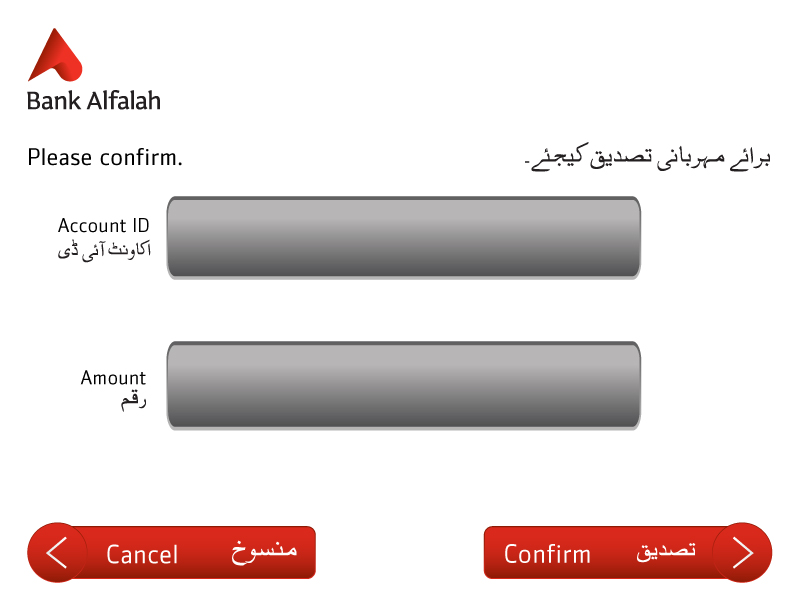 Bank Alfalah
Please confirm.
برائے مہربانی تصدیق کیجئے۔
Account ID
اکاونٹ آئی ڈی
Amount
رقم
Cancel منسوخ
Confirm تصدیق